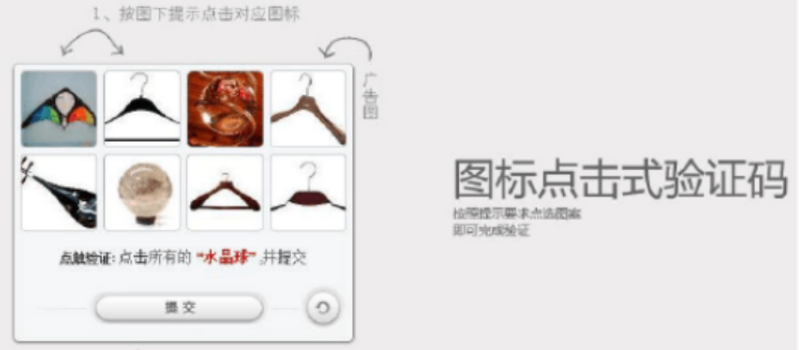 1、按图下提示点击对应图标
广告图
点触验证:点击所有的“水晶球”,并提交
提交
图标点击式验证码
按照提示要求点选图案
即可完成验证